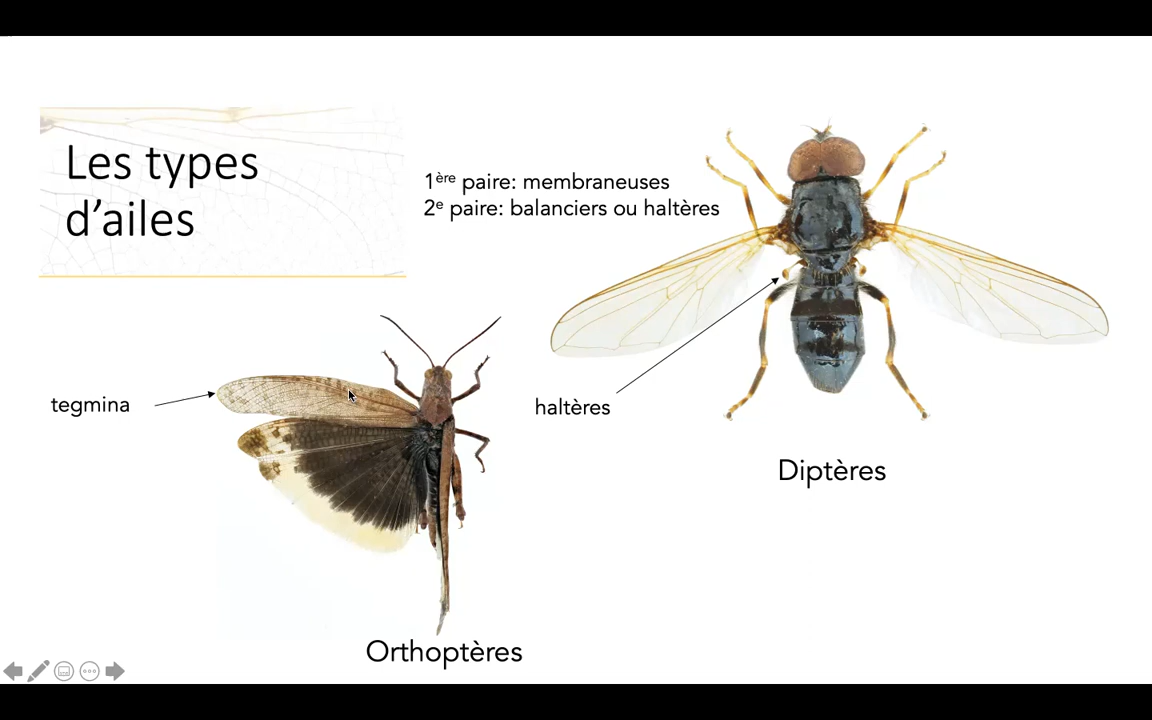 Les types
d’ailes
1ère paire: membraneuses
2e paire: balanciers ou haltères
tegmina
haltères
Diptères
Orthoptères